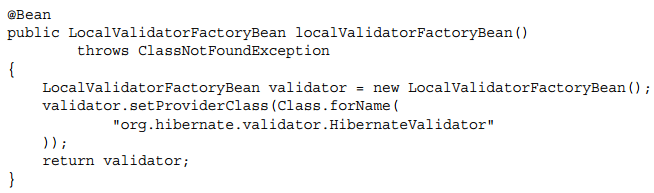 @Bean
public LocalValidatorFactoryBean localValidatorFactoryBean()
        throws ClassNotFoundException
{
    LocalValidatorFactoryBean validator = new LocalValidatorFactoryBean();
    validator.setProviderClass(Class.forName(
            "org.hibernate.validator.HibernateValidator"
    ));
    return validator;
}